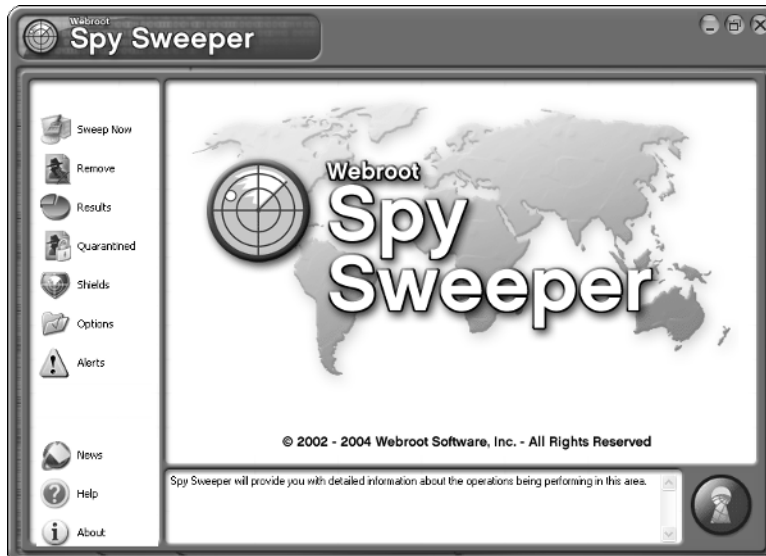 Webroot
Spy Sweeper
Sweep Now
Remove
Results
Quarantined
Shields
Options
Alerts
News
Help
About
Webroot
Spy
Sweeper
© 2002 - 2004 Webroot Software, Inc. - All Rights Reserved
Spy Sweeper will provide you with detailed information about the operations being performing in this area.